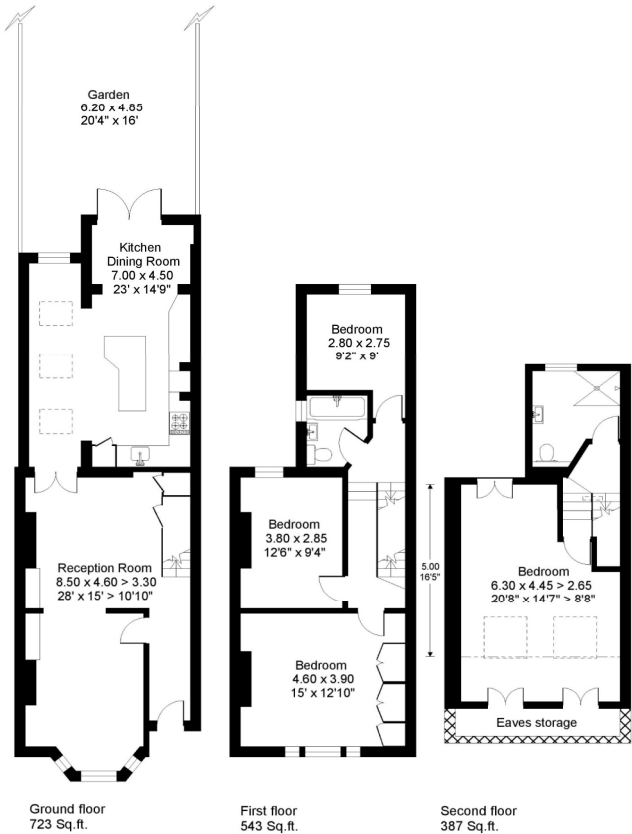 Garden
6.20 x 4.85
20'4" x 16'
Kitchen
Dining Room
7.00 x 4.50
23' x 14'9"
Reception Room
8.50 x 4.60 > 3.30
28' x 15' > 10'10"
Ground floor
723 Sq.ft.
Bedroom
2.80 x 2.75
9'2" x 9'
Bedroom
3.80 x 2.85
12'6" x 9'4"
Bedroom
4.60 x 3.90
15' x 12'10"
First floor
543 Sq.ft.
5.00
16'5"
Bedroom
6.30 x 4.45 > 2.65
20'8" x 14'7" > 8'8"
Eaves storage
Second floor
387 Sq.ft.